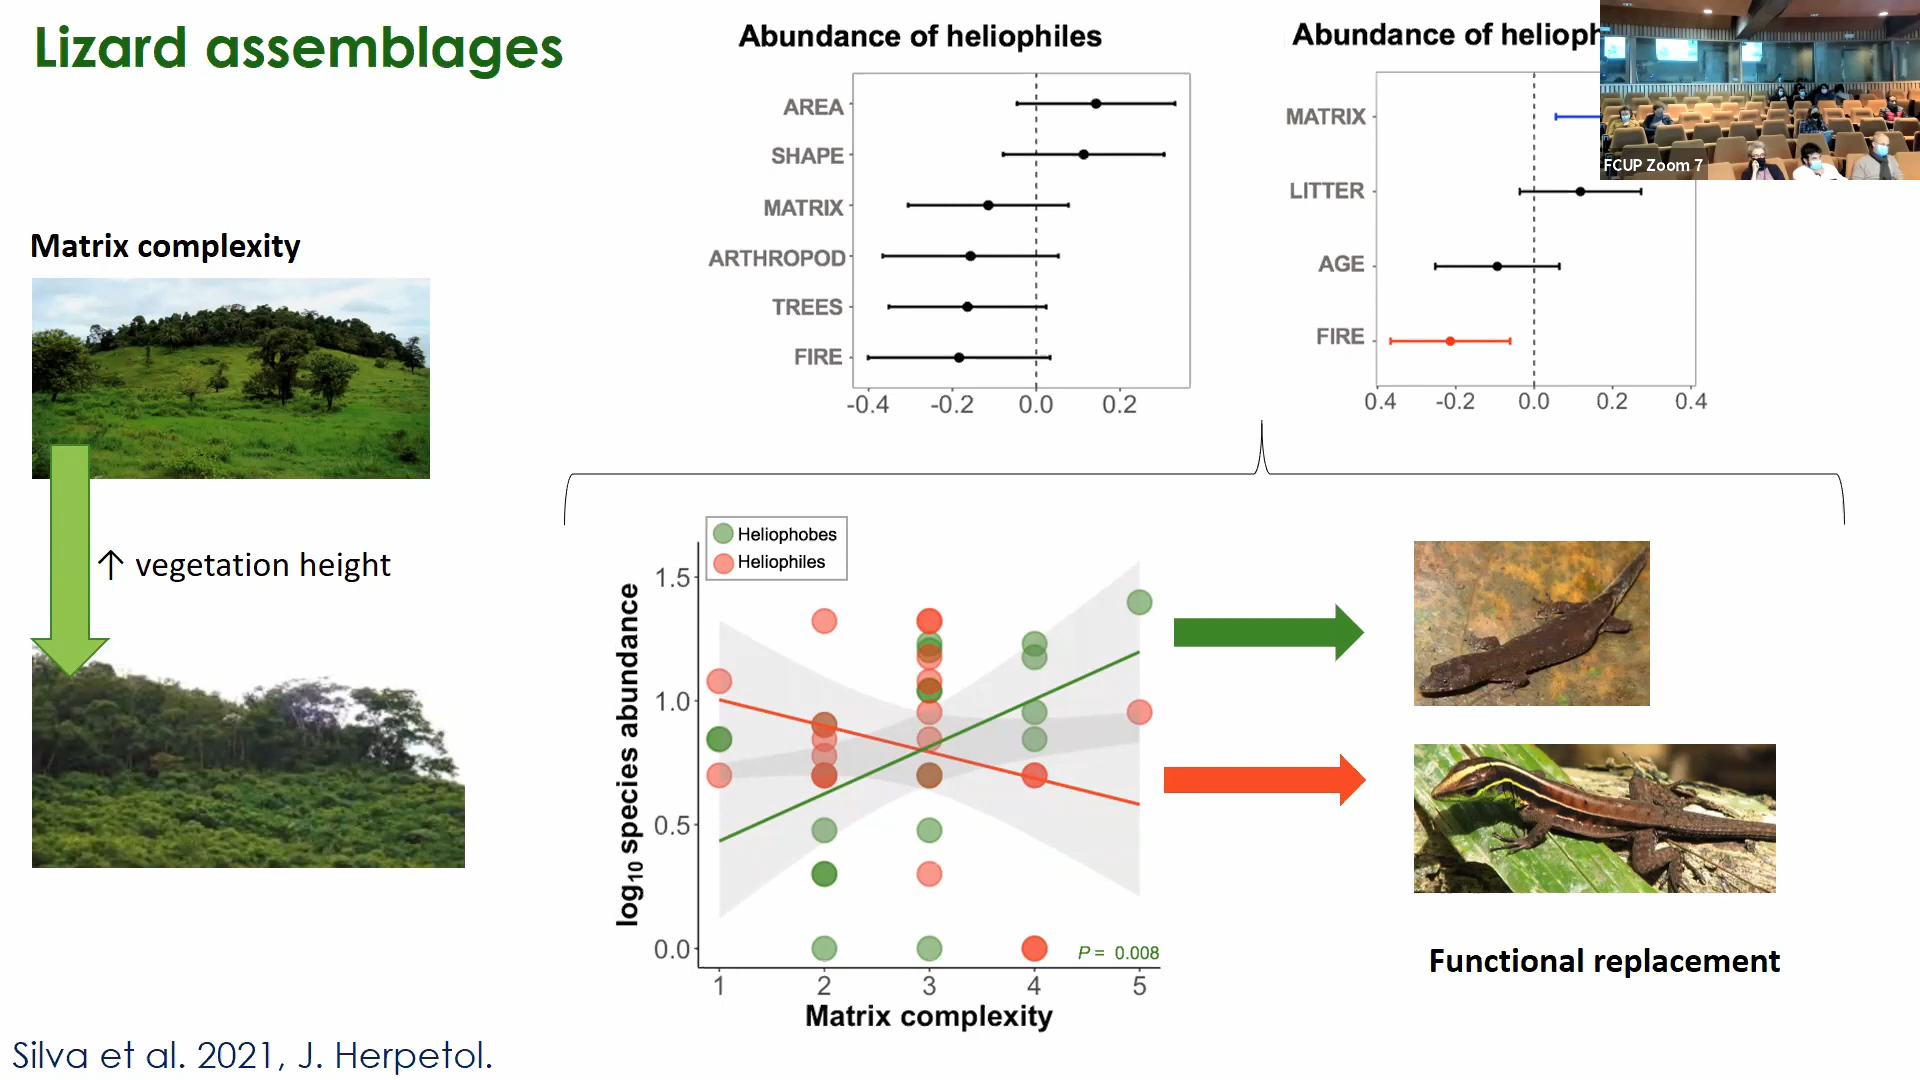 Lizard assemblages
Abundance of heliophiles
AREA
SHAPE
MATRIX
ARTHROPOD
TREES
FIRE
-0.4 -0.2 0.0 0.2
Abundance of helioph
MATRIX
LITTER
AGE
FIRE
0.4 -0.2 0.0 0.2 0.4
FCUP Zoom 7
Matrix complexity
↑ vegetation height
Heliophobes
Heliophiles
log10 species abundance
1.5
1.0
0.5
0.0
P = 0.008
1 2 3 4 5
Matrix complexity
Functional replacement
Silva et al. 2021, J. Herpetol.